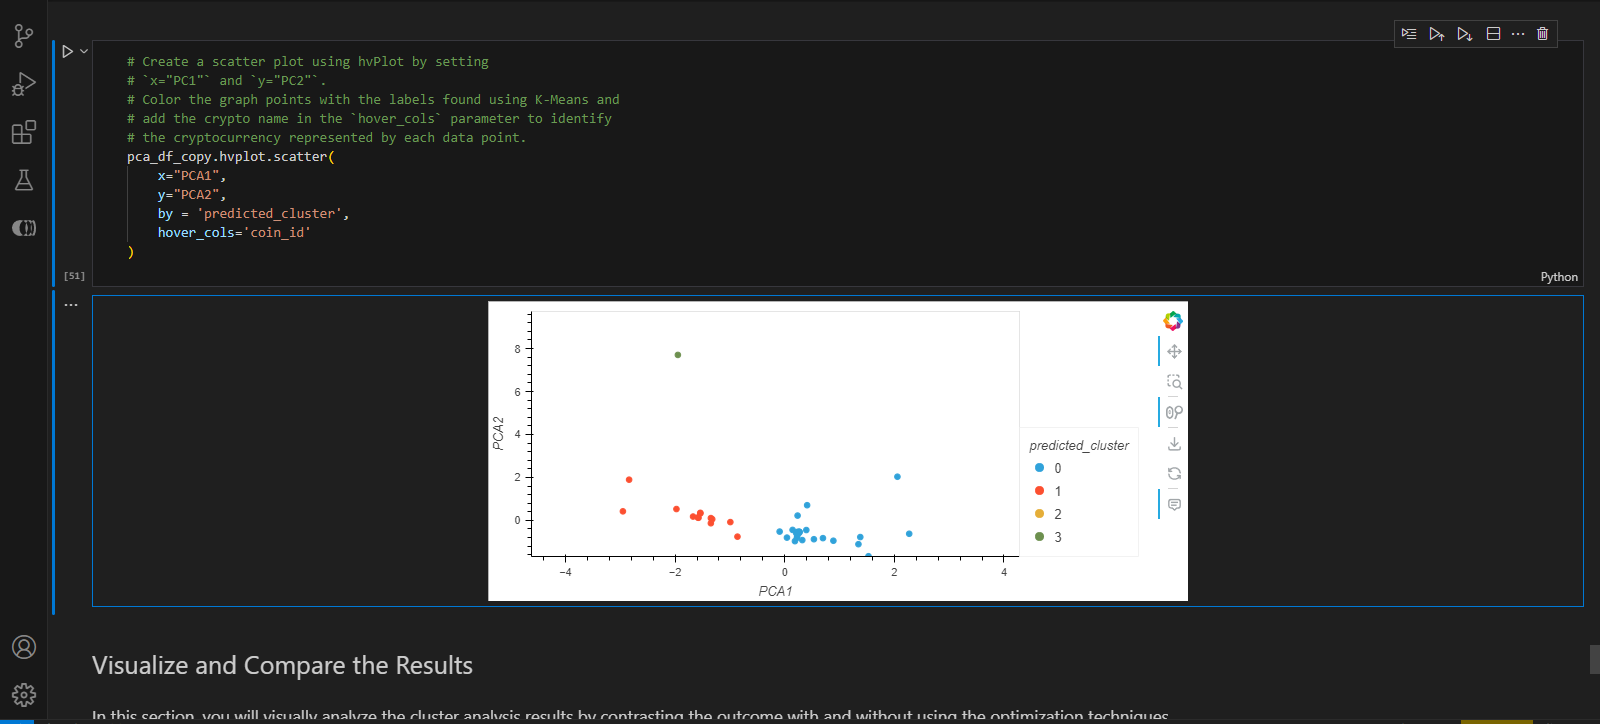 # Create a scatter plot using hvPlot by setting
# `x="PC1"` and `y="PC2"`.
# Color the graph points with the labels found using K-Means and
# add the crypto name in the `hover_cols` parameter to identify
# the cryptocurrency represented by each data point.
pca_df_copy.hvplot.scatter(
x="PCA1",
y="PCA2",
by = 'predicted_cluster',
hover_cols='coin_id'
)
[51]
Python
8
6
4
2
0
PCA2
−4
−2
0
2
4
PCA1
predicted_cluster
0
1
2
3
Visualize and Compare the Results
In this section, you will visually analyze the cluster analysis results by contrasting the outcome with and without using the optimization techniques